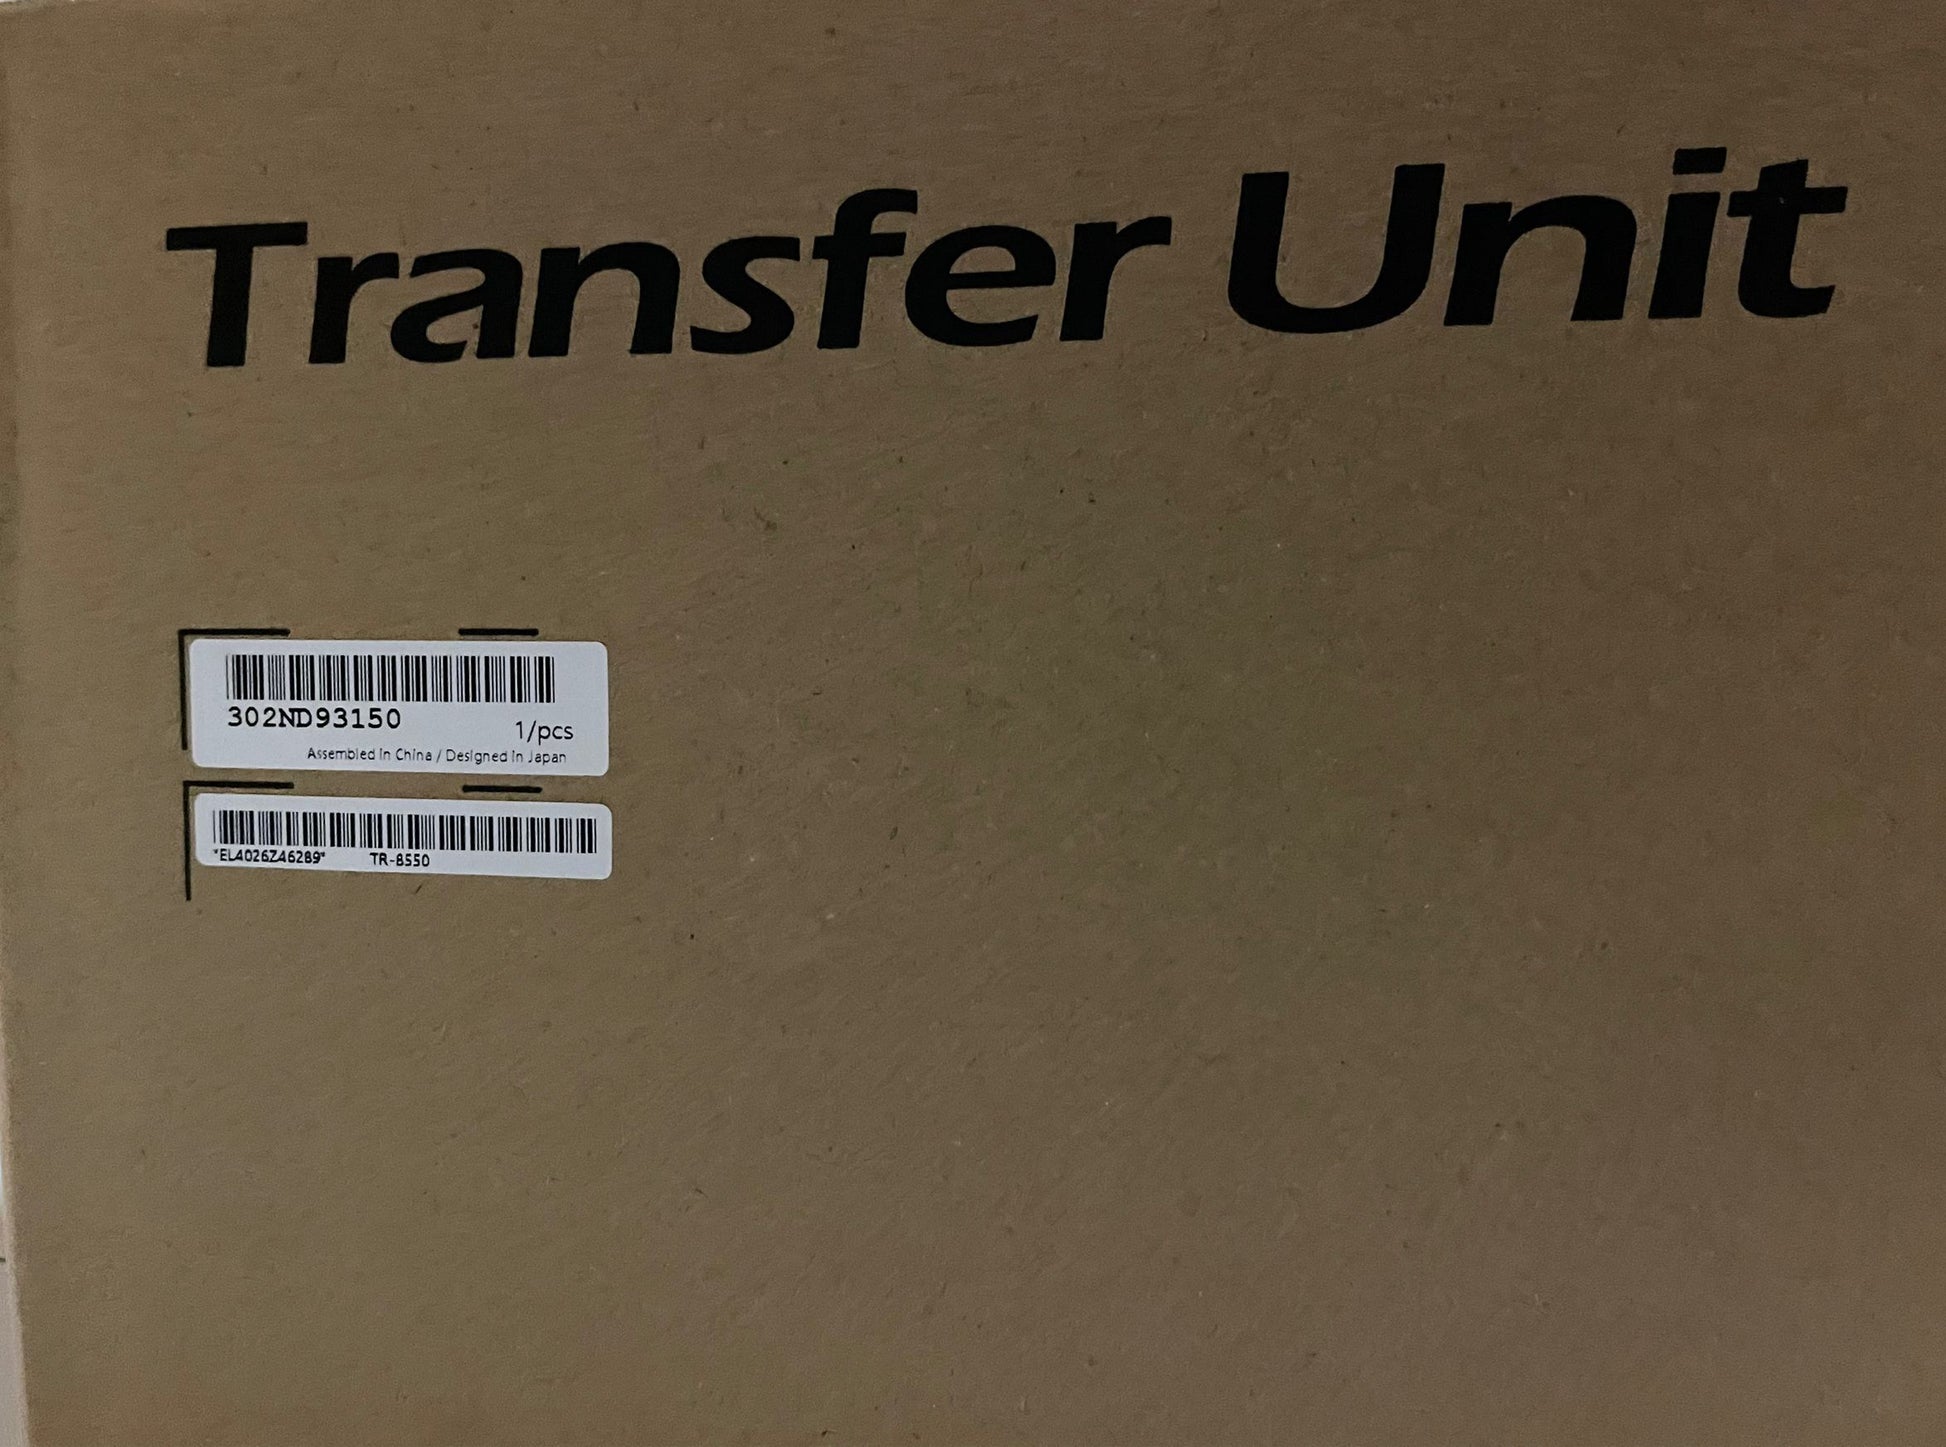 Transfer Unit
302ND93150
1/pcs
Assembled in China / Designed in Japan
*EL4026Z46289* TR-8550